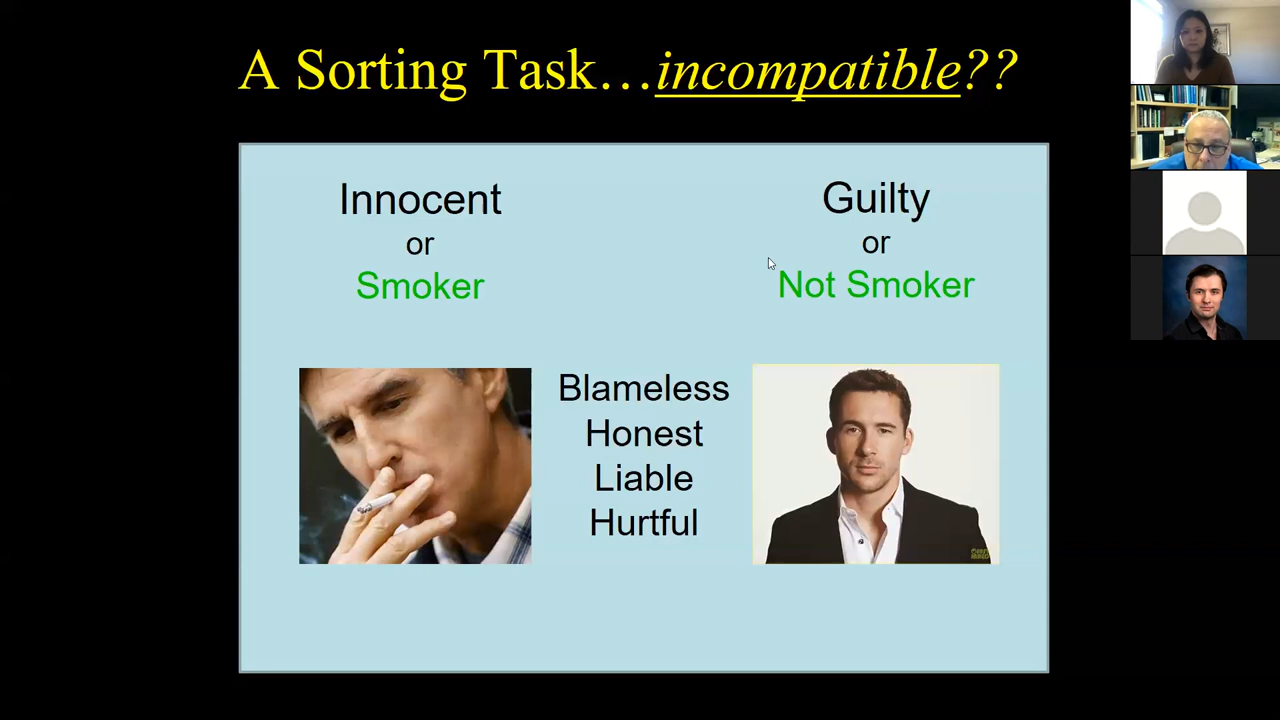 A Sorting Task…incompatible??
Innocent
or
Smoker
Guilty
or
Not Smoker
Blameless
Honest
Liable
Hurtful